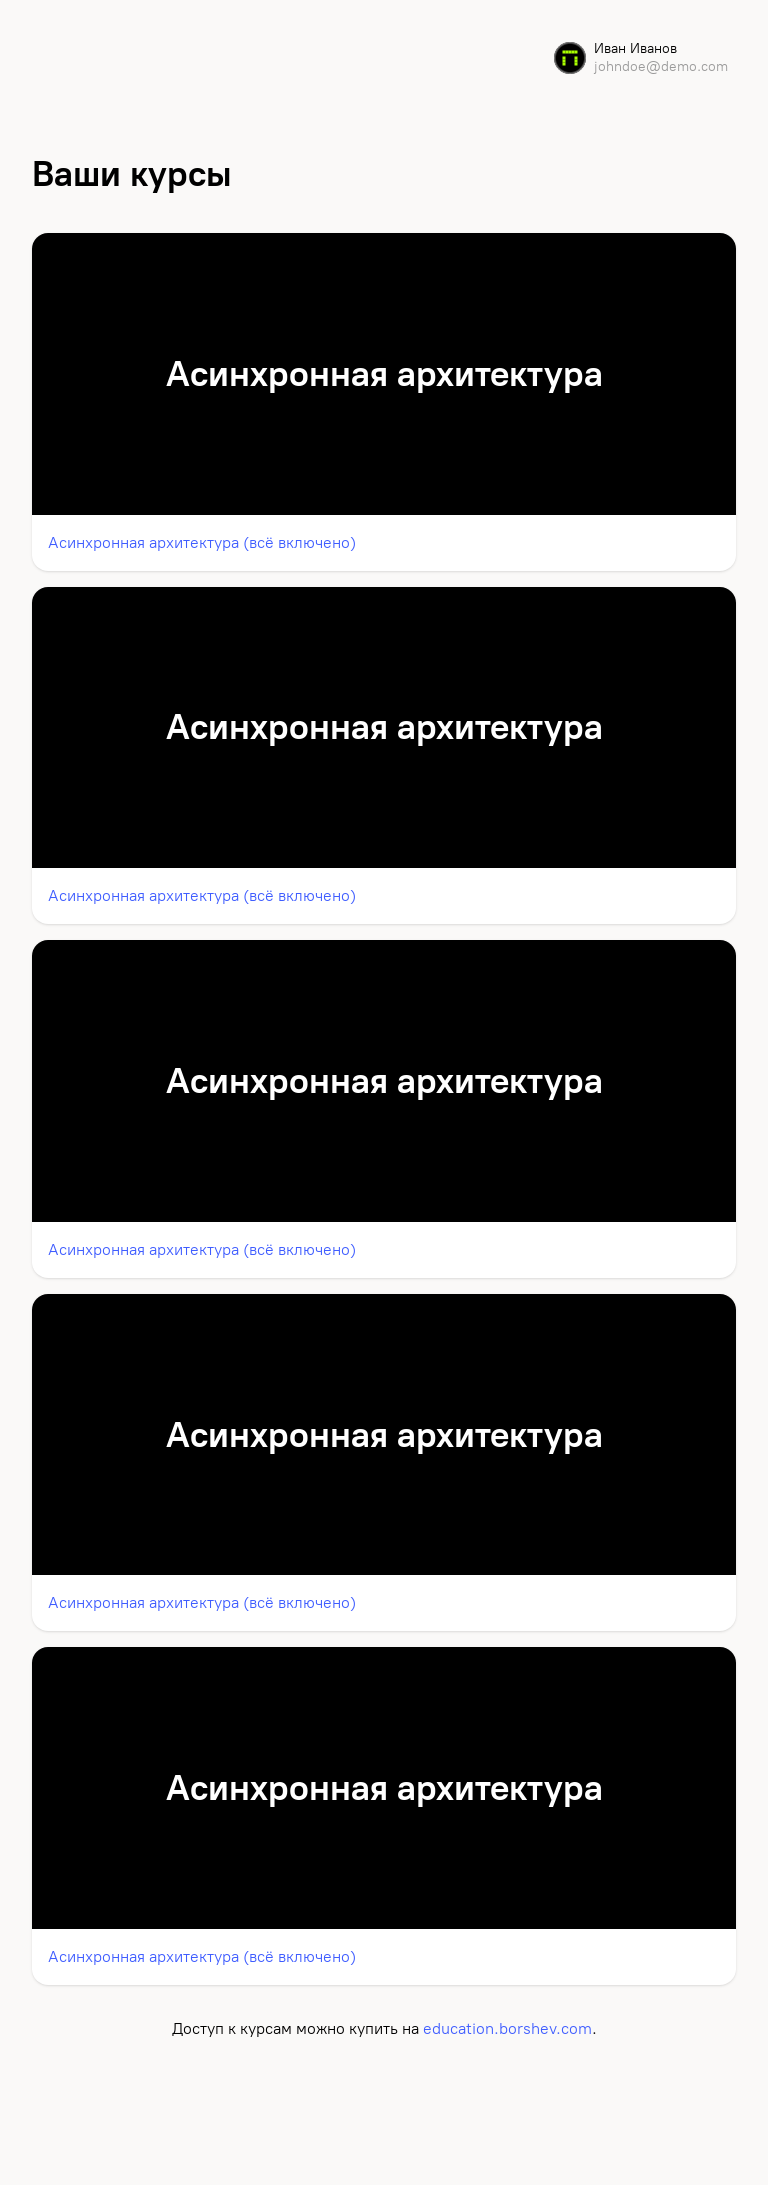 Иван Иванов
johndoe@demo.com
Ваши курсы
Асинхронная архитектура
Асинхронная архитектура (всё включено)
Асинхронная архитектура
Асинхронная архитектура (всё включено)
Асинхронная архитектура
Асинхронная архитектура (всё включено)
Асинхронная архитектура
Асинхронная архитектура (всё включено)
Асинхронная архитектура
Асинхронная архитектура (всё включено)
Доступ к курсам можно купить на education.borshev.com.